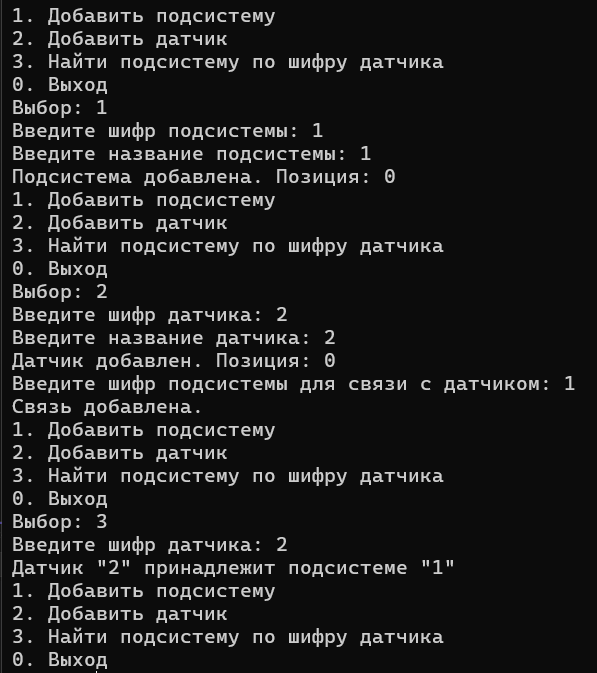 1. Добавить подсистему
2. Добавить датчик
3. Найти подсистему по шифру датчика
0. Выход
Выбор: 1
Введите шифр подсистемы: 1
Введите название подсистемы: 1
Подсистема добавлена. Позиция: 0
1. Добавить подсистему
2. Добавить датчик
3. Найти подсистему по шифру датчика
0. Выход
Выбор: 2
Введите шифр датчика: 2
Введите название датчика: 2
Датчик добавлен. Позиция: 0
Введите шифр подсистемы для связи с датчиком: 1
Связь добавлена.
1. Добавить подсистему
2. Добавить датчик
3. Найти подсистему по шифру датчика
0. Выход
Выбор: 3
Введите шифр датчика: 2
Датчик "2" принадлежит подсистеме "1"
1. Добавить подсистему
2. Добавить датчик
3. Найти подсистему по шифру датчика
0. Выход